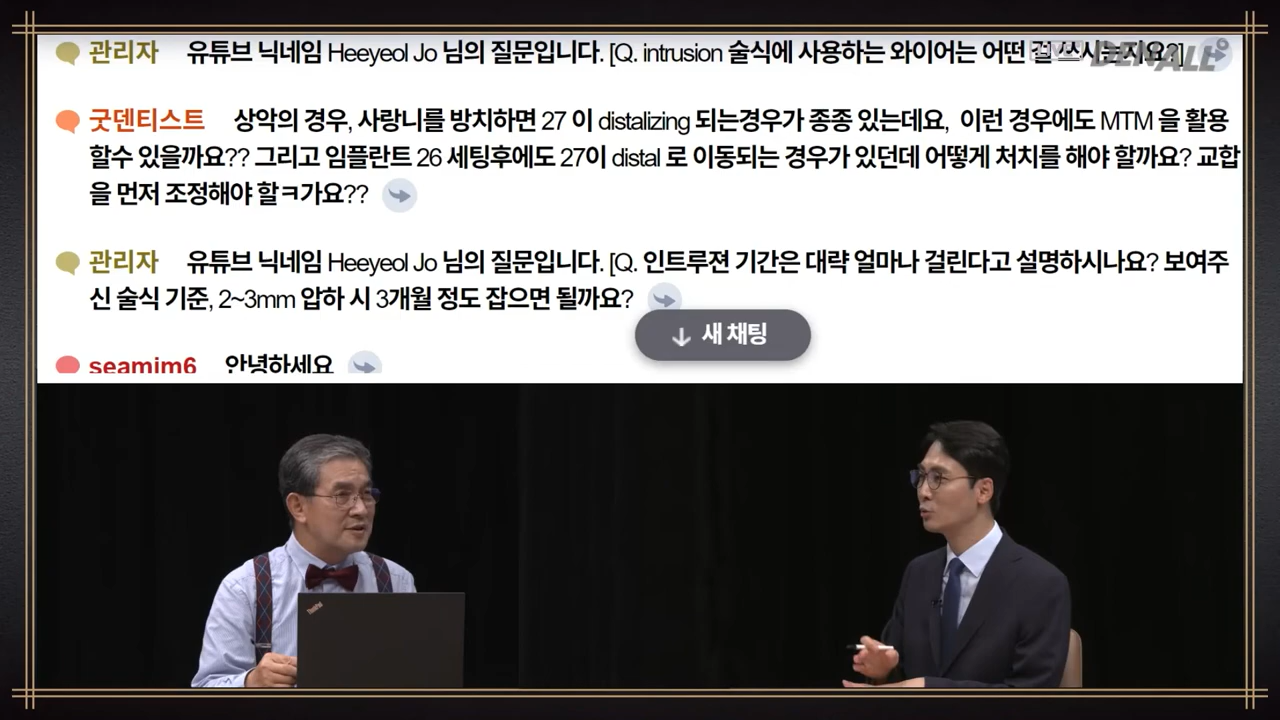 관리자 유튜브 닉네임 Heeyeol Jo 님의 질문입니다. [Q. intrusion 술식에 사용하는 와이어는 어떤 걸 쓰시는지요?]
LIVE DENALL
굿덴티스트 상악의 경우, 사랑니를 방치하면 27 이 distalizing 되는경우가 종종 있는데요, 이런 경우에도 MTM 을 활용
할수 있을까요?? 그리고 임플란트 26 세팅후에도 27이 distal 로 이동되는 경우가 있던데 어떻게 처치를 해야 할까요? 교합
을 먼저 조정해야 할ㅋ가요??
관리자 유튜브 닉네임 Heeyeol Jo 님의 질문입니다. [Q. 인트루젼 기간은 대략 얼마나 걸린다고 설명하시나요? 보여주
신 술식 기준, 2~3mm 압하 시 3개월 정도 잡으면 될까요?
↓ 새 채팅
seamim6 안녕하세요
ThinkPad